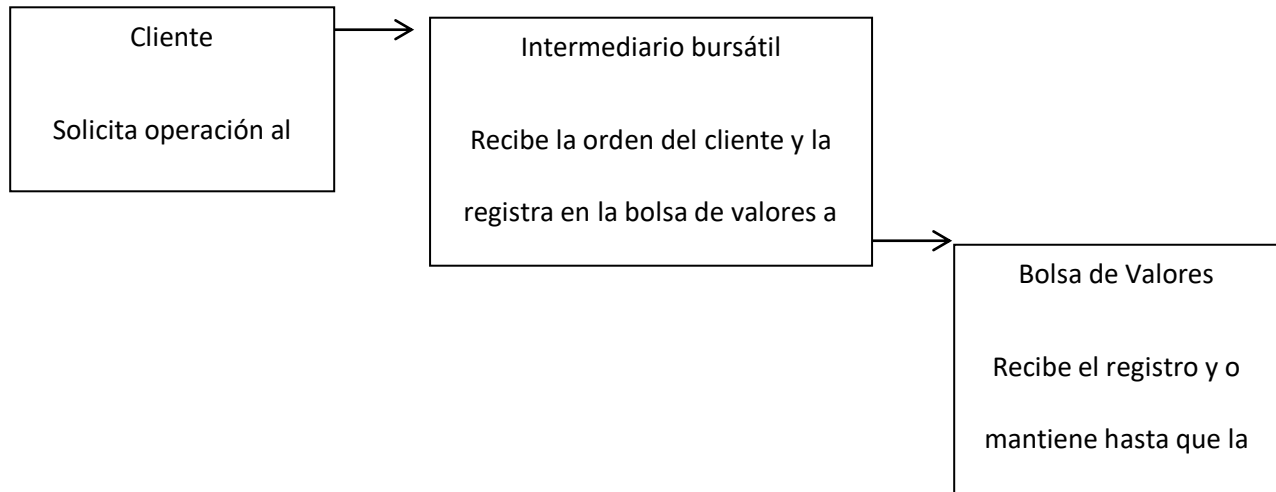 Cliente
Solicita operación al
Intermediario bursátil
Recibe la orden del cliente y la
registra en la bolsa de valores a
Bolsa de Valores
Recibe el registro y o
mantiene hasta que la